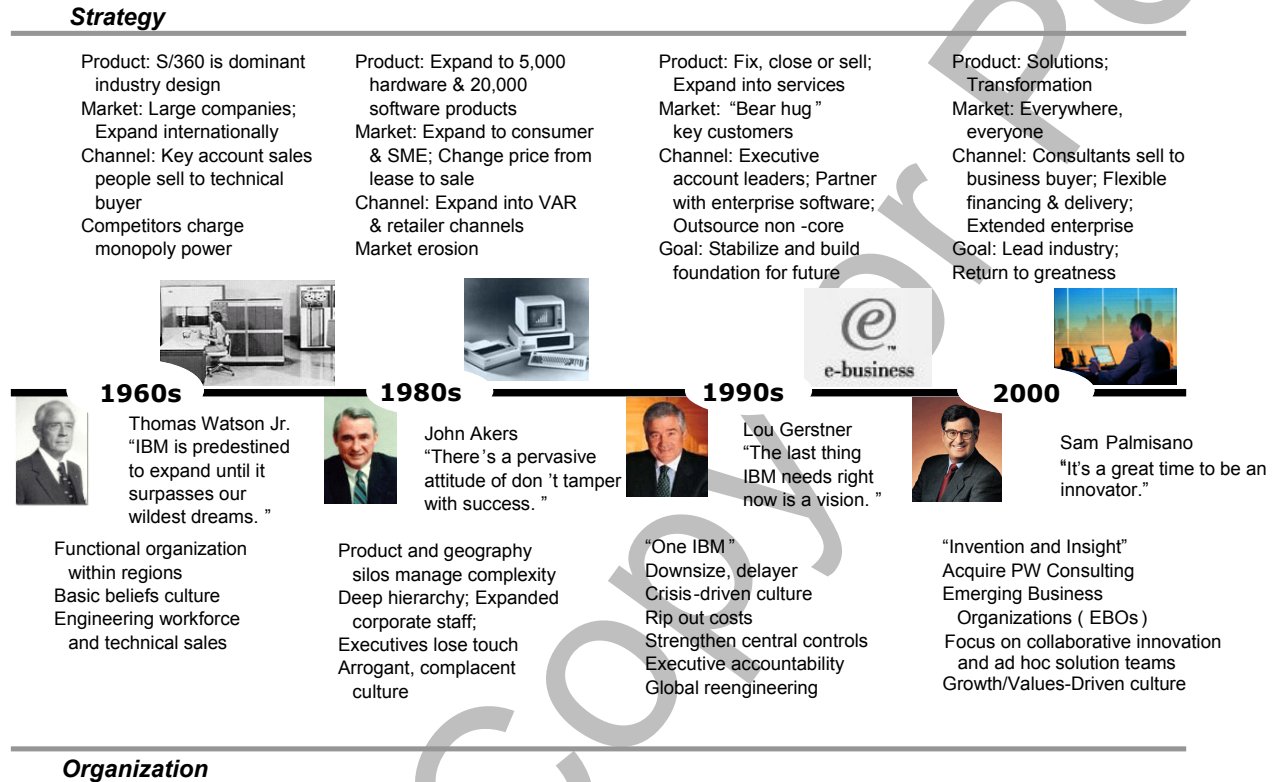 Strategy
Product: S/360 is dominant
industry design
Market: Large companies;
Expand internationally
Channel: Key account sales
people sell to technical
buyer
Competitors charge
monopoly power
Product: Expand to 5,000
hardware & 20,000
software products
Market: Expand to consumer
& SME; Change price from
lease to sale
Channel: Expand into VAR
& retailer channels
Market erosion
Product: Fix, close or sell;
Expand into services
Market: “Bear hug ”
key customers
Channel: Executive
account leaders; Partner
with enterprise software;
Outsource non -core
Goal: Stabilize and build
foundation for future
Product: Solutions;
Transformation
Market: Everywhere,
everyone
Channel: Consultants sell to
business buyer; Flexible
financing & delivery;
Extended enterprise
Goal: Lead industry;
Return to greatness
e
TM
e-business
1960s
1980s
1990s
2000
Thomas Watson Jr.
“IBM is predestined
to expand until it
surpasses our
wildest dreams. ”
John Akers
“There ’s a pervasive
attitude of don ’t tamper
with success. ”
Lou Gerstner
“The last thing
IBM needs right
now is a vision. ”
Sam Palmisano
“It’s a great time to be an
innovator.”
Functional organization
within regions
Basic beliefs culture
Engineering workforce
and technical sales
Product and geography
silos manage complexity
Deep hierarchy; Expanded
corporate staff;
Executives lose touch
Arrogant, complacent
culture
“One IBM ”
Downsize, delayer
Crisis-driven culture
Rip out costs
Strengthen central controls
Executive accountability
Global reengineering
“Invention and Insight”
Acquire PW Consulting
Emerging Business
Organizations ( EBOs )
Focus on collaborative innovation
and ad hoc solution teams
Growth/Values-Driven culture
Organization
Copy or Po